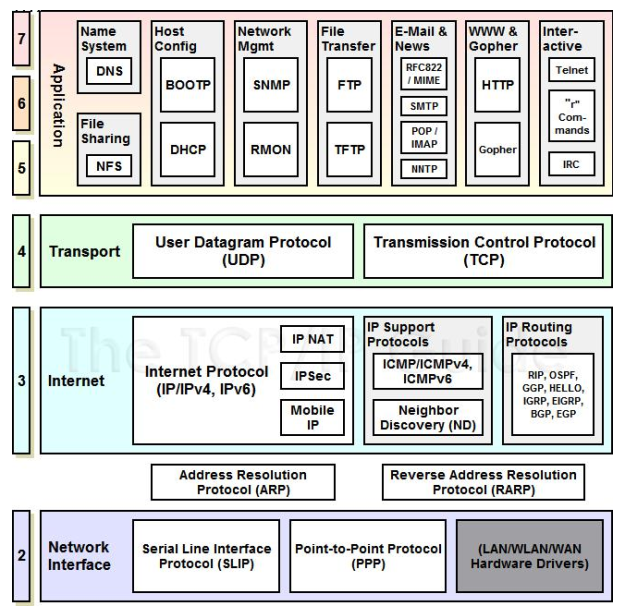 7
6
5
Application
Name
System
DNS
File
Sharing
NFS
Host
Config
BOOTP
DHCP
Network
Mgmt
SNMP
RMON
File
Transfer
FTP
TFTP
E-Mail &
News
RFC822
/ MIME
SMTP
POP /
IMAP
NNTP
WWW &
Gopher
HTTP
Gopher
Inter-
active
Telnet
"r"
Com-
mands
IRC
4
Transport
User Datagram Protocol
(UDP)
Transmission Control Protocol
(TCP)
The TCP/IP Guide
3
Internet
Internet Protocol
(IP/IPv4, IPv6)
IP NAT
IPSec
Mobile
IP
IP Support
Protocols
ICMP/ICMPv4,
ICMPv6
Neighbor
Discovery (ND)
IP Routing
Protocols
RIP, OSPF,
GGP, HELLO,
IGRP, EIGRP,
BGP, EGP
Address Resolution
Protocol (ARP)
Reverse Address Resolution
Protocol (RARP)
2
Network
Interface
Serial Line Interface
Protocol (SLIP)
Point-to-Point Protocol
(PPP)
(LAN/WLAN/WAN
Hardware Drivers)